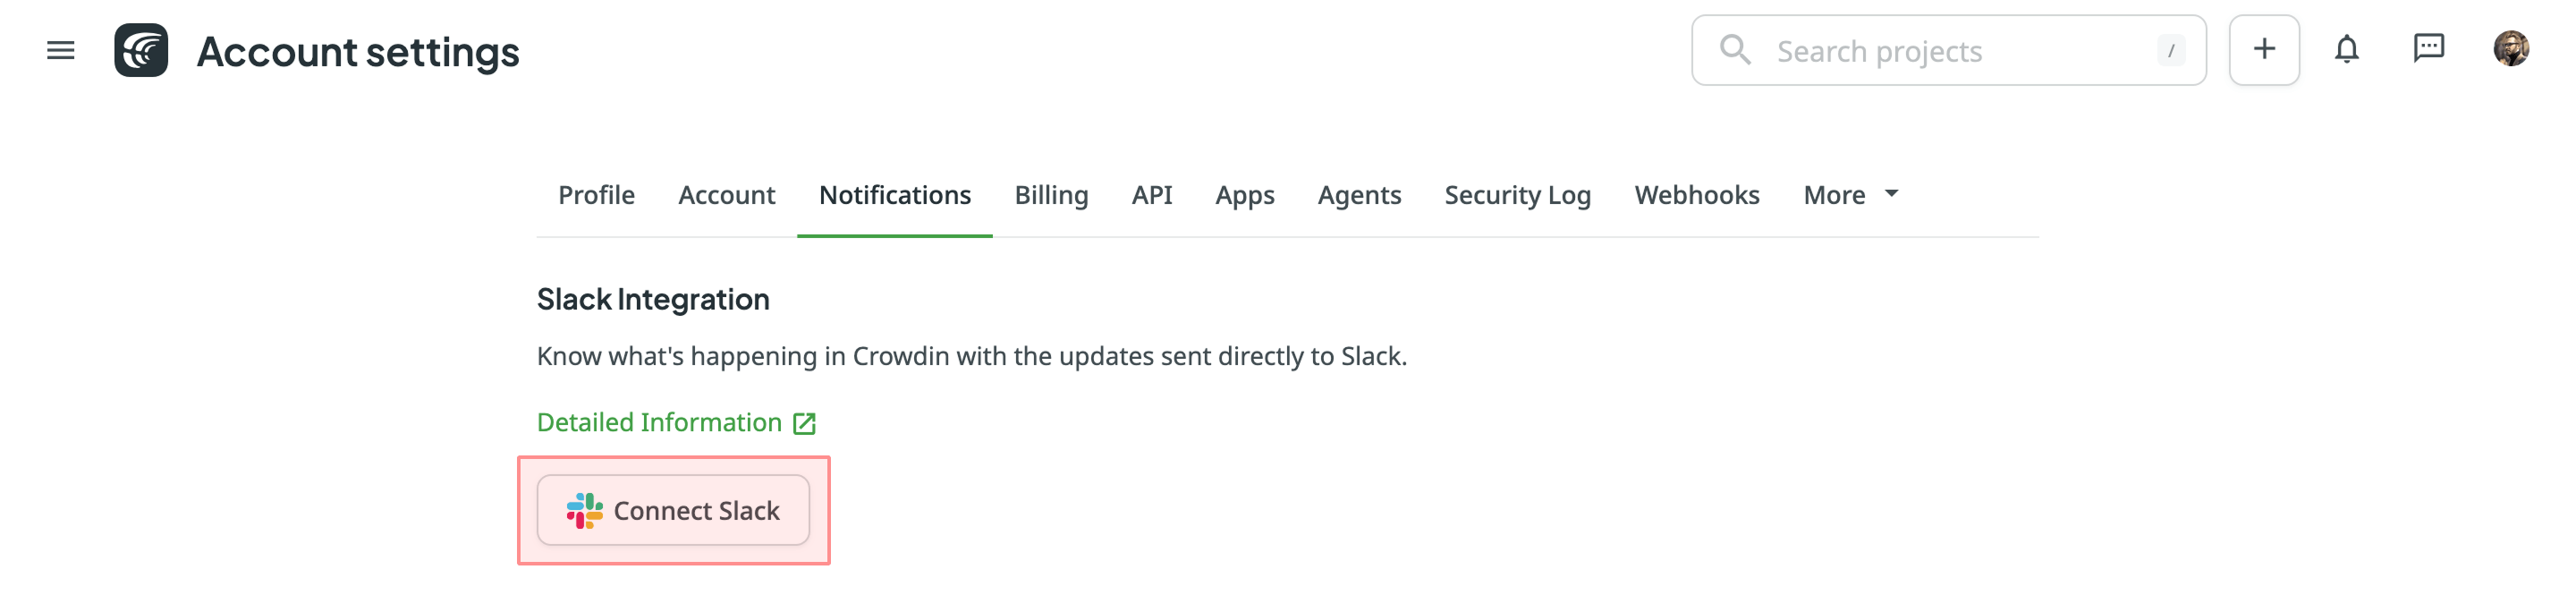 Account settings
Search projects /
Profile Account Notifications Billing API Apps Agents Security Log Webhooks More
Slack Integration
Know what's happening in Crowdin with the updates sent directly to Slack.
Detailed Information
Connect Slack